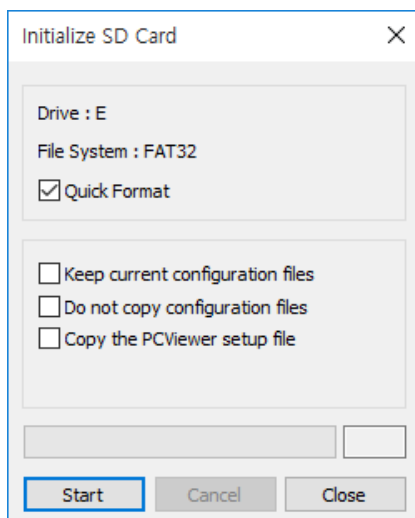 Initialize SD Card
Drive : E
File System : FAT32
Quick Format
Keep current configuration files
Do not copy configuration files
Copy the PCViewer setup file
Start Cancel Close